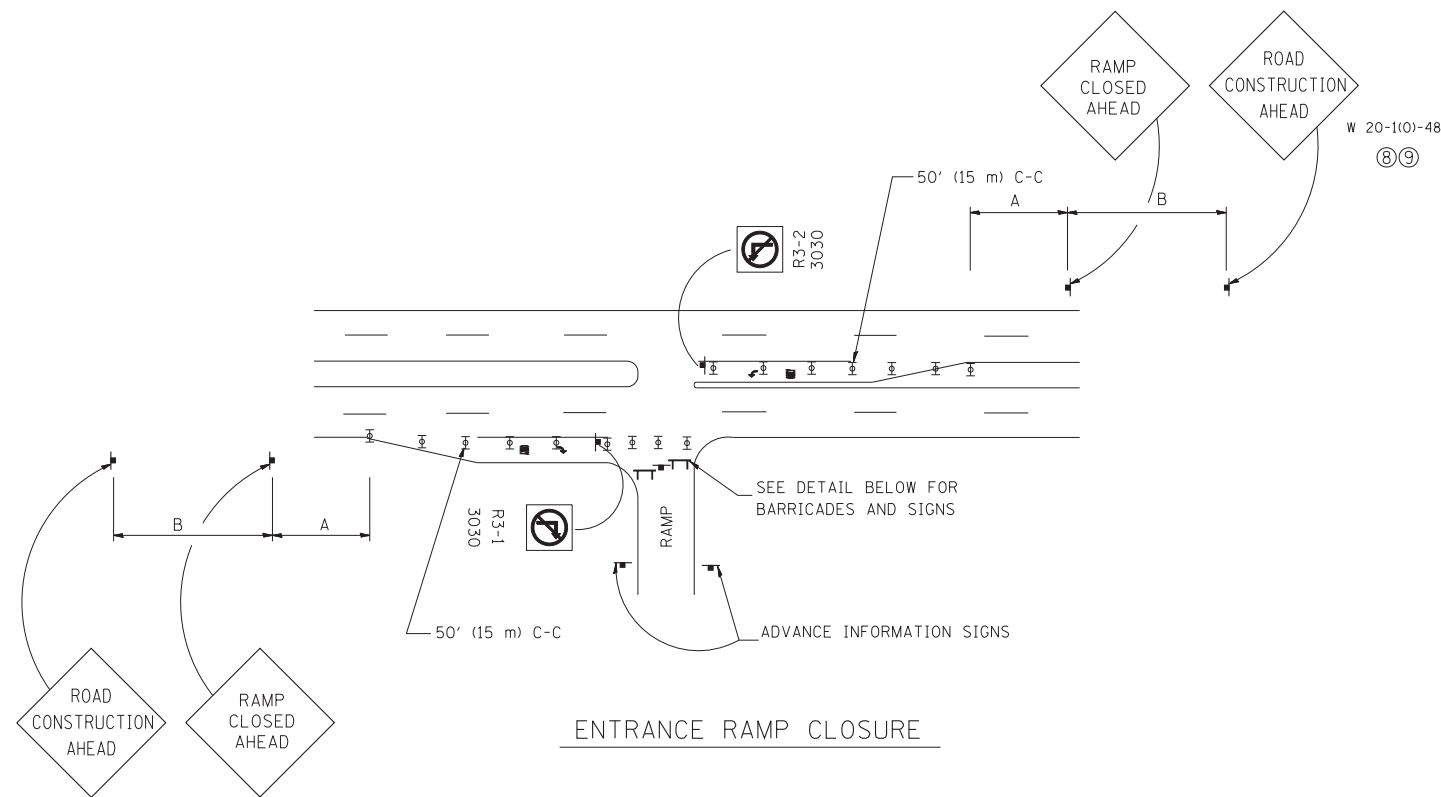 RAMP
CLOSED
AHEAD
ROAD
CONSTRUCTION
AHEAD
W 20-1(O)-48
8 9
50' (15 m) C-C
A
B
R3-2
3030
SEE DETAIL BELOW FOR
BARRICADES AND SIGNS
RAMP
R3-1
3030
B
A
50' (15 m) C-C
ADVANCE INFORMATION SIGNS
ROAD
CONSTRUCTION
AHEAD
RAMP
CLOSED
AHEAD
ENTRANCE RAMP CLOSURE